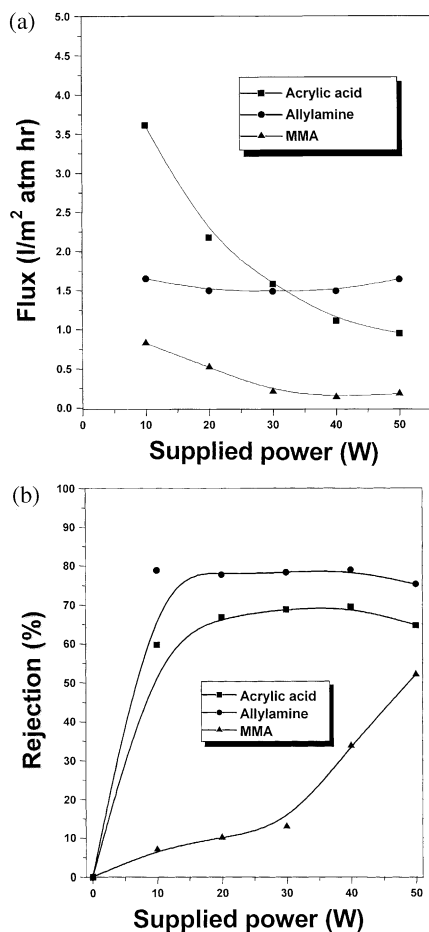 (a)
5.0
4.5
4.0
3.5
3.0
2.5
2.0
1.5
1.0
0.5
0.0
Flux (l/m² atm hr)
Acrylic acid
Allylamine
MMA
0 10 20 30 40 50
Supplied power (W)
(b)
100
90
80
70
60
50
40
30
20
10
0
Rejection (%)
Acrylic acid
Allylamine
MMA
0 10 20 30 40 50
Supplied power (W)